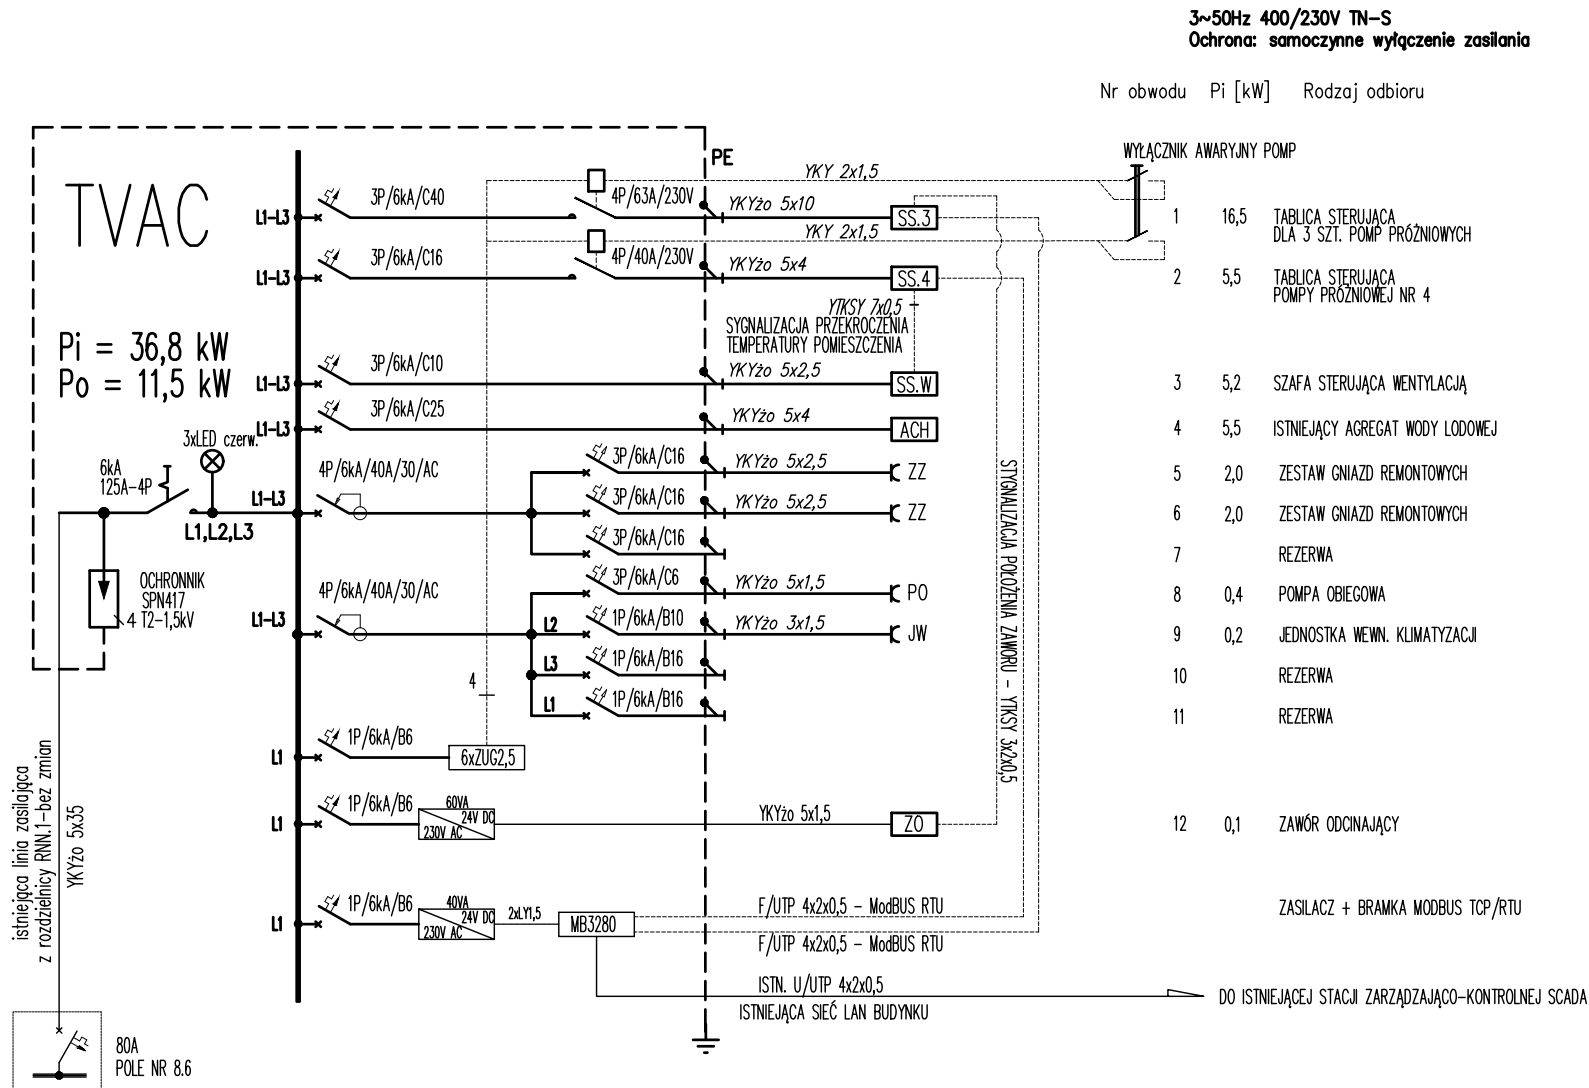 3~50Hz 400/230V TN-S
Ochrona: samoczynne wyłączenie zasilania
Nr obwodu Pi [kW] Rodzaj odbioru
WYŁĄCZNIK AWARYJNY POMP
TVAC
PE
YKY 2x1,5
L1-L3 3P/6kA/C40 4P/63A/230V YKYżo 5x10 SS.3
1 16,5 TABLICA STERUJĄCA
DLA 3 SZT. POMP PRÓŻNIOWYCH
YKY 2x1,5
L1-L3 3P/6kA/C16 4P/40A/230V YKYżo 5x4 SS.4
2 5,5 TABLICA STERUJĄCA
POMPY PRÓŻNIOWEJ NR 4
YTKSY 7x0,5
SYGNALIZACJA PRZEKROCZENIA
TEMPERATURY POMIESZCZENIA
Pi = 36,8 kW
Po = 11,5 kW
L1-L3 3P/6kA/C10 YKYżo 5x2,5 SS.W
3 5,2 SZAFA STERUJĄCA WENTYLACJĄ
L1-L3 3P/6kA/C25 YKYżo 5x4 ACH
4 5,5 ISTNIEJĄCY AGREGAT WODY LODOWEJ
3xLED czerw.
6kA
125A-4P
L1,L2,L3
L1-L3 4P/6kA/40A/30/AC
3P/6kA/C16 YKYżo 5x2,5 ZZ
5 2,0 ZESTAW GNIAZD REMONTOWYCH
3P/6kA/C16 YKYżo 5x2,5 ZZ
6 2,0 ZESTAW GNIAZD REMONTOWYCH
3P/6kA/C16
7 REZERWA
OCHRONNIK
SPN417
4 T2-1,5kV
L1-L3 4P/6kA/40A/30/AC
3P/6kA/C6 YKYżo 5x1,5 PO
8 0,4 POMPA OBIEGOWA
L2 1P/6kA/B10 YKYżo 3x1,5 JW
9 0,2 JEDNOSTKA WEWN. KLIMATYZACJI
L3 1P/6kA/B16
10 REZERWA
L1 1P/6kA/B16
11 REZERWA
4
STYGNALIZACJA POŁOŻENIA ZAWORU - YTKSY 3x2x0,5
L1 1P/6kA/B6 6xZUG2,5
L1 1P/6kA/B6 60VA
24V DC
230V AC
YKYżo 5x1,5 ZO
12 0,1 ZAWÓR ODCINAJĄCY
L1 1P/6kA/B6 40VA
24V DC
230V AC
2xLY1,5 MB3280
F/UTP 4x2x0,5 - ModBUS RTU
F/UTP 4x2x0,5 - ModBUS RTU
ZASILACZ + BRAMKA MODBUS TCP/RTU
ISTN. U/UTP 4x2x0,5
ISTNIEJĄCA SIEĆ LAN BUDYNKU
DO ISTNIEJĄCEJ STACJI ZARZĄDZAJĄCO-KONTROLNEJ SCADA
istniejąca linia zasilająca
z rozdzielnicy RNN.1-bez zmian
YKYżo 5x35
80A
POLE NR 8.6